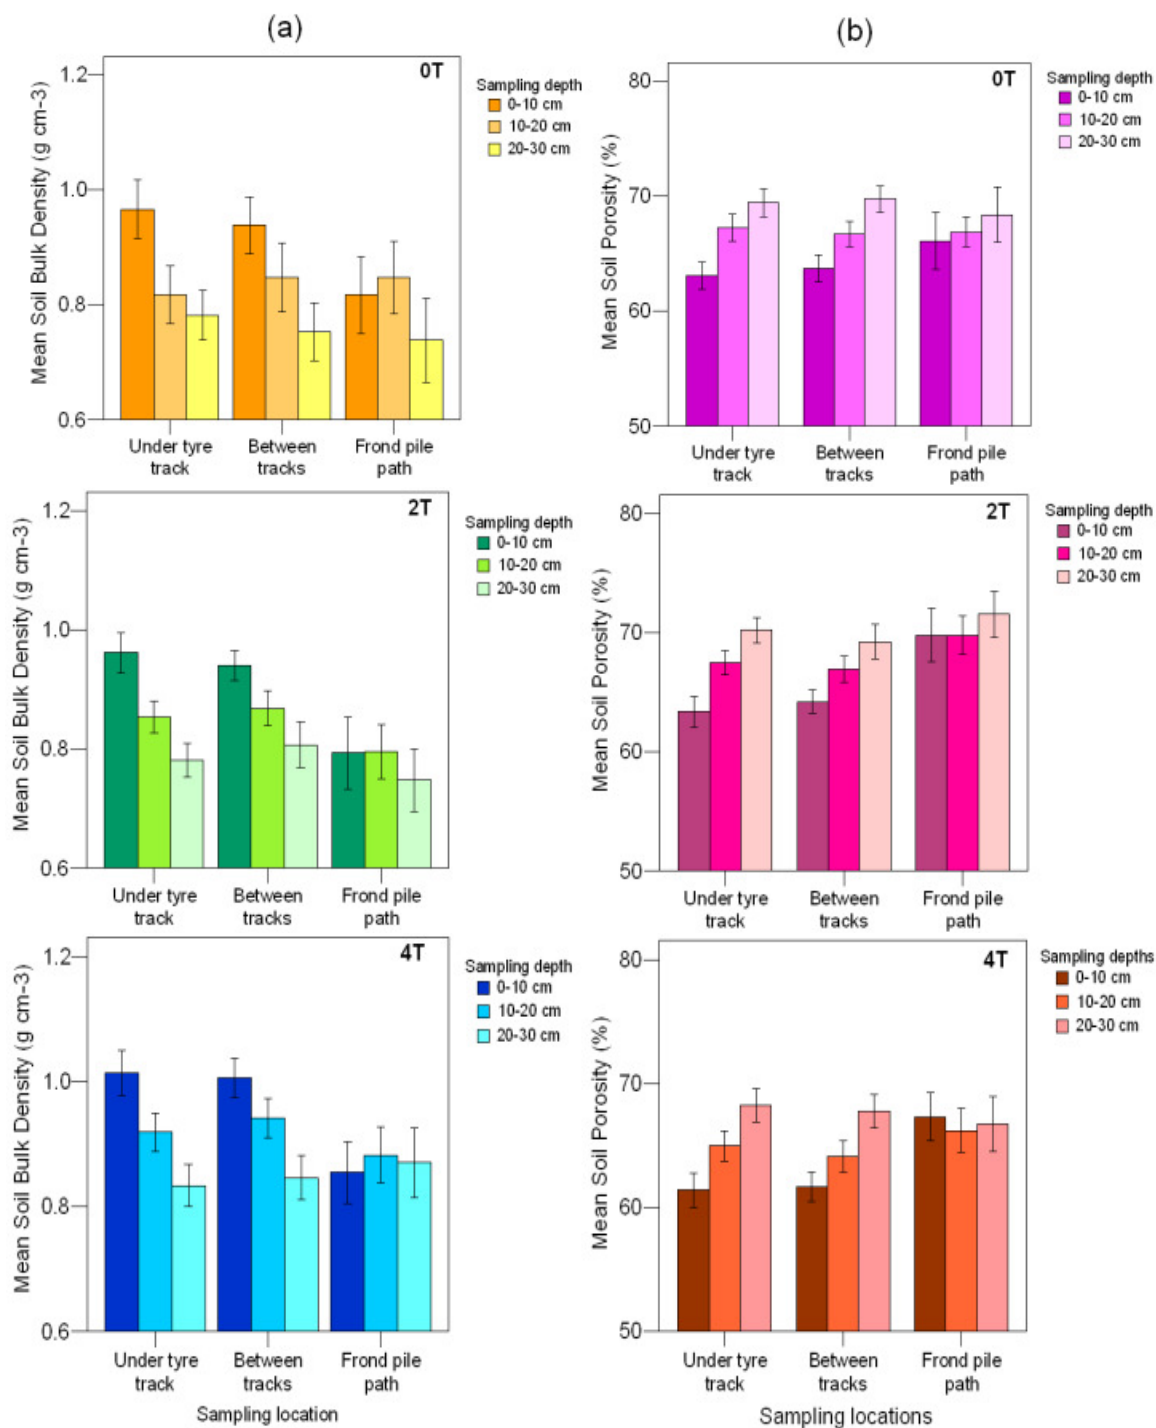 (a)
(b)
Mean Soil Bulk Density (g cm-3)
1.2
1.0
0.8
0.6
0T
Sampling depth
0-10 cm
10-20 cm
20-30 cm
Under tyre
track
Between
tracks
Frond pile
path
Mean Soil Porosity (%)
80
70
60
50
0T
Sampling depth
0-10 cm
10-20 cm
20-30 cm
Under tyre
track
Between
tracks
Frond pile
path
Mean Soil Bulk Density (g cm-3)
1.2
1.0
0.8
0.6
2T
Sampling depth
0-10 cm
10-20 cm
20-30 cm
Under tyre
track
Between
tracks
Frond pile
path
Mean Soil Porosity (%)
80
70
60
50
2T
Sampling depth
0-10 cm
10-20 cm
20-30 cm
Under tyre
track
Between
tracks
Frond pile
path
Mean Soil Bulk Density (g cm-3)
1.2
1.0
0.8
0.6
4T
Sampling depth
0-10 cm
10-20 cm
20-30 cm
Under tyre
track
Between
tracks
Frond pile
path
Sampling location
Mean Soil Porosity (%)
80
70
60
50
4T
Sampling depths
0-10 cm
10-20 cm
20-30 cm
Under tyre
track
Between
tracks
Frond pile
path
Sampling locations